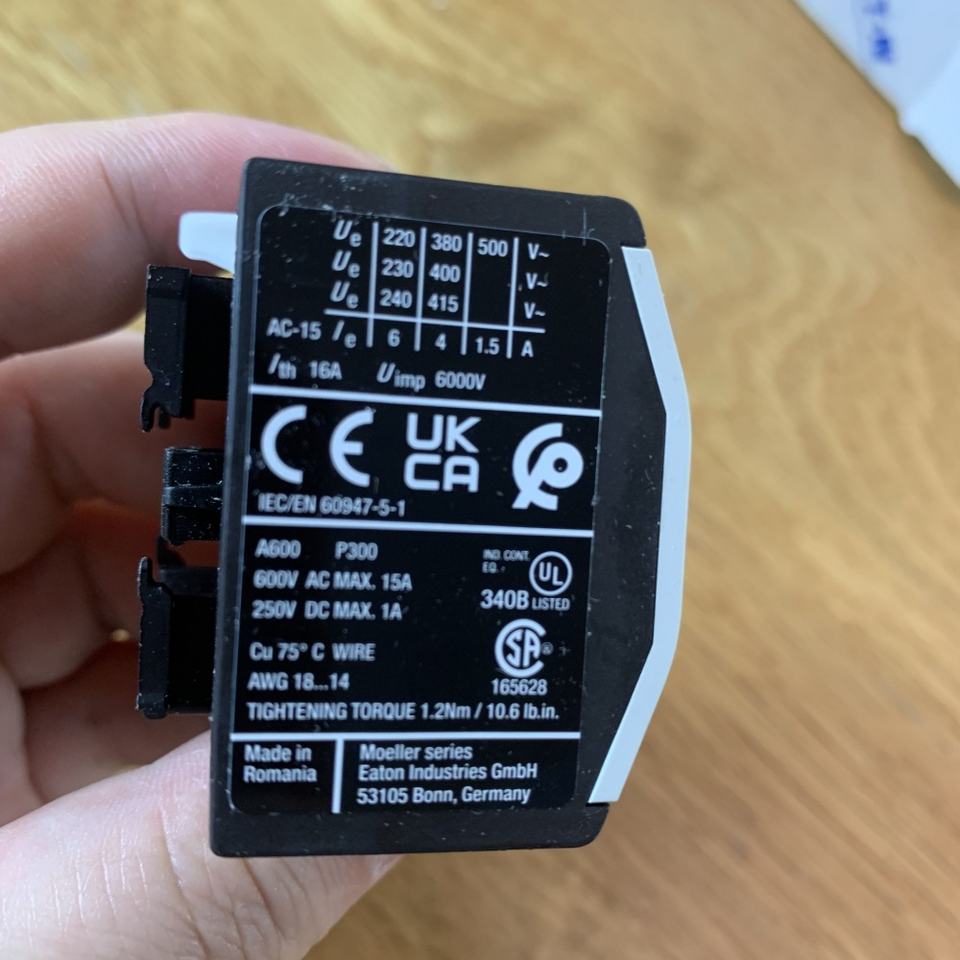 Ue 220 380 500 V~
Ue 230 400 V~
Ue 240 415 V~
AC-15 Ie 6 4 1.5 A
Ith 16A Uimp 6000V
CE UK
CA
IEC/EN 60947-5-1
A600 P300
600V AC MAX. 15A
250V DC MAX. 1A
IND. CONT.
EQ.
UL
340B LISTED
Cu 75° C WIRE
AWG 18...14
SA ®
165628
TIGHTENING TORQUE 1.2Nm / 10.6 lb.in.
Made in
Romania
Moeller series
Eaton Industries GmbH
53105 Bonn, Germany